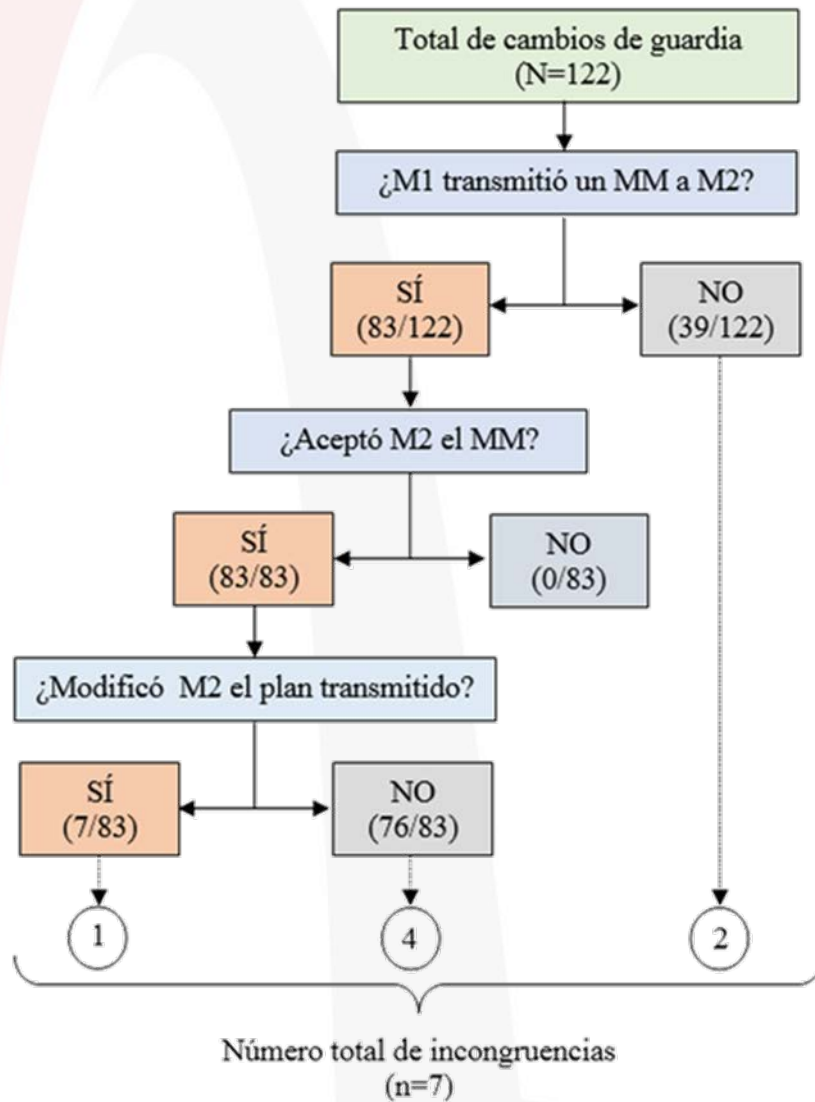 Total de cambios de guardia
(N=122)
¿M1 transmitió un MM a M2?
SÍ
(83/122)
NO
(39/122)
¿Aceptó M2 el MM?
SÍ
(83/83)
NO
(0/83)
¿Modificó M2 el plan transmitido?
SÍ
(7/83)
NO
(76/83)
1
4
2
Número total de incongruencias
(n=7)